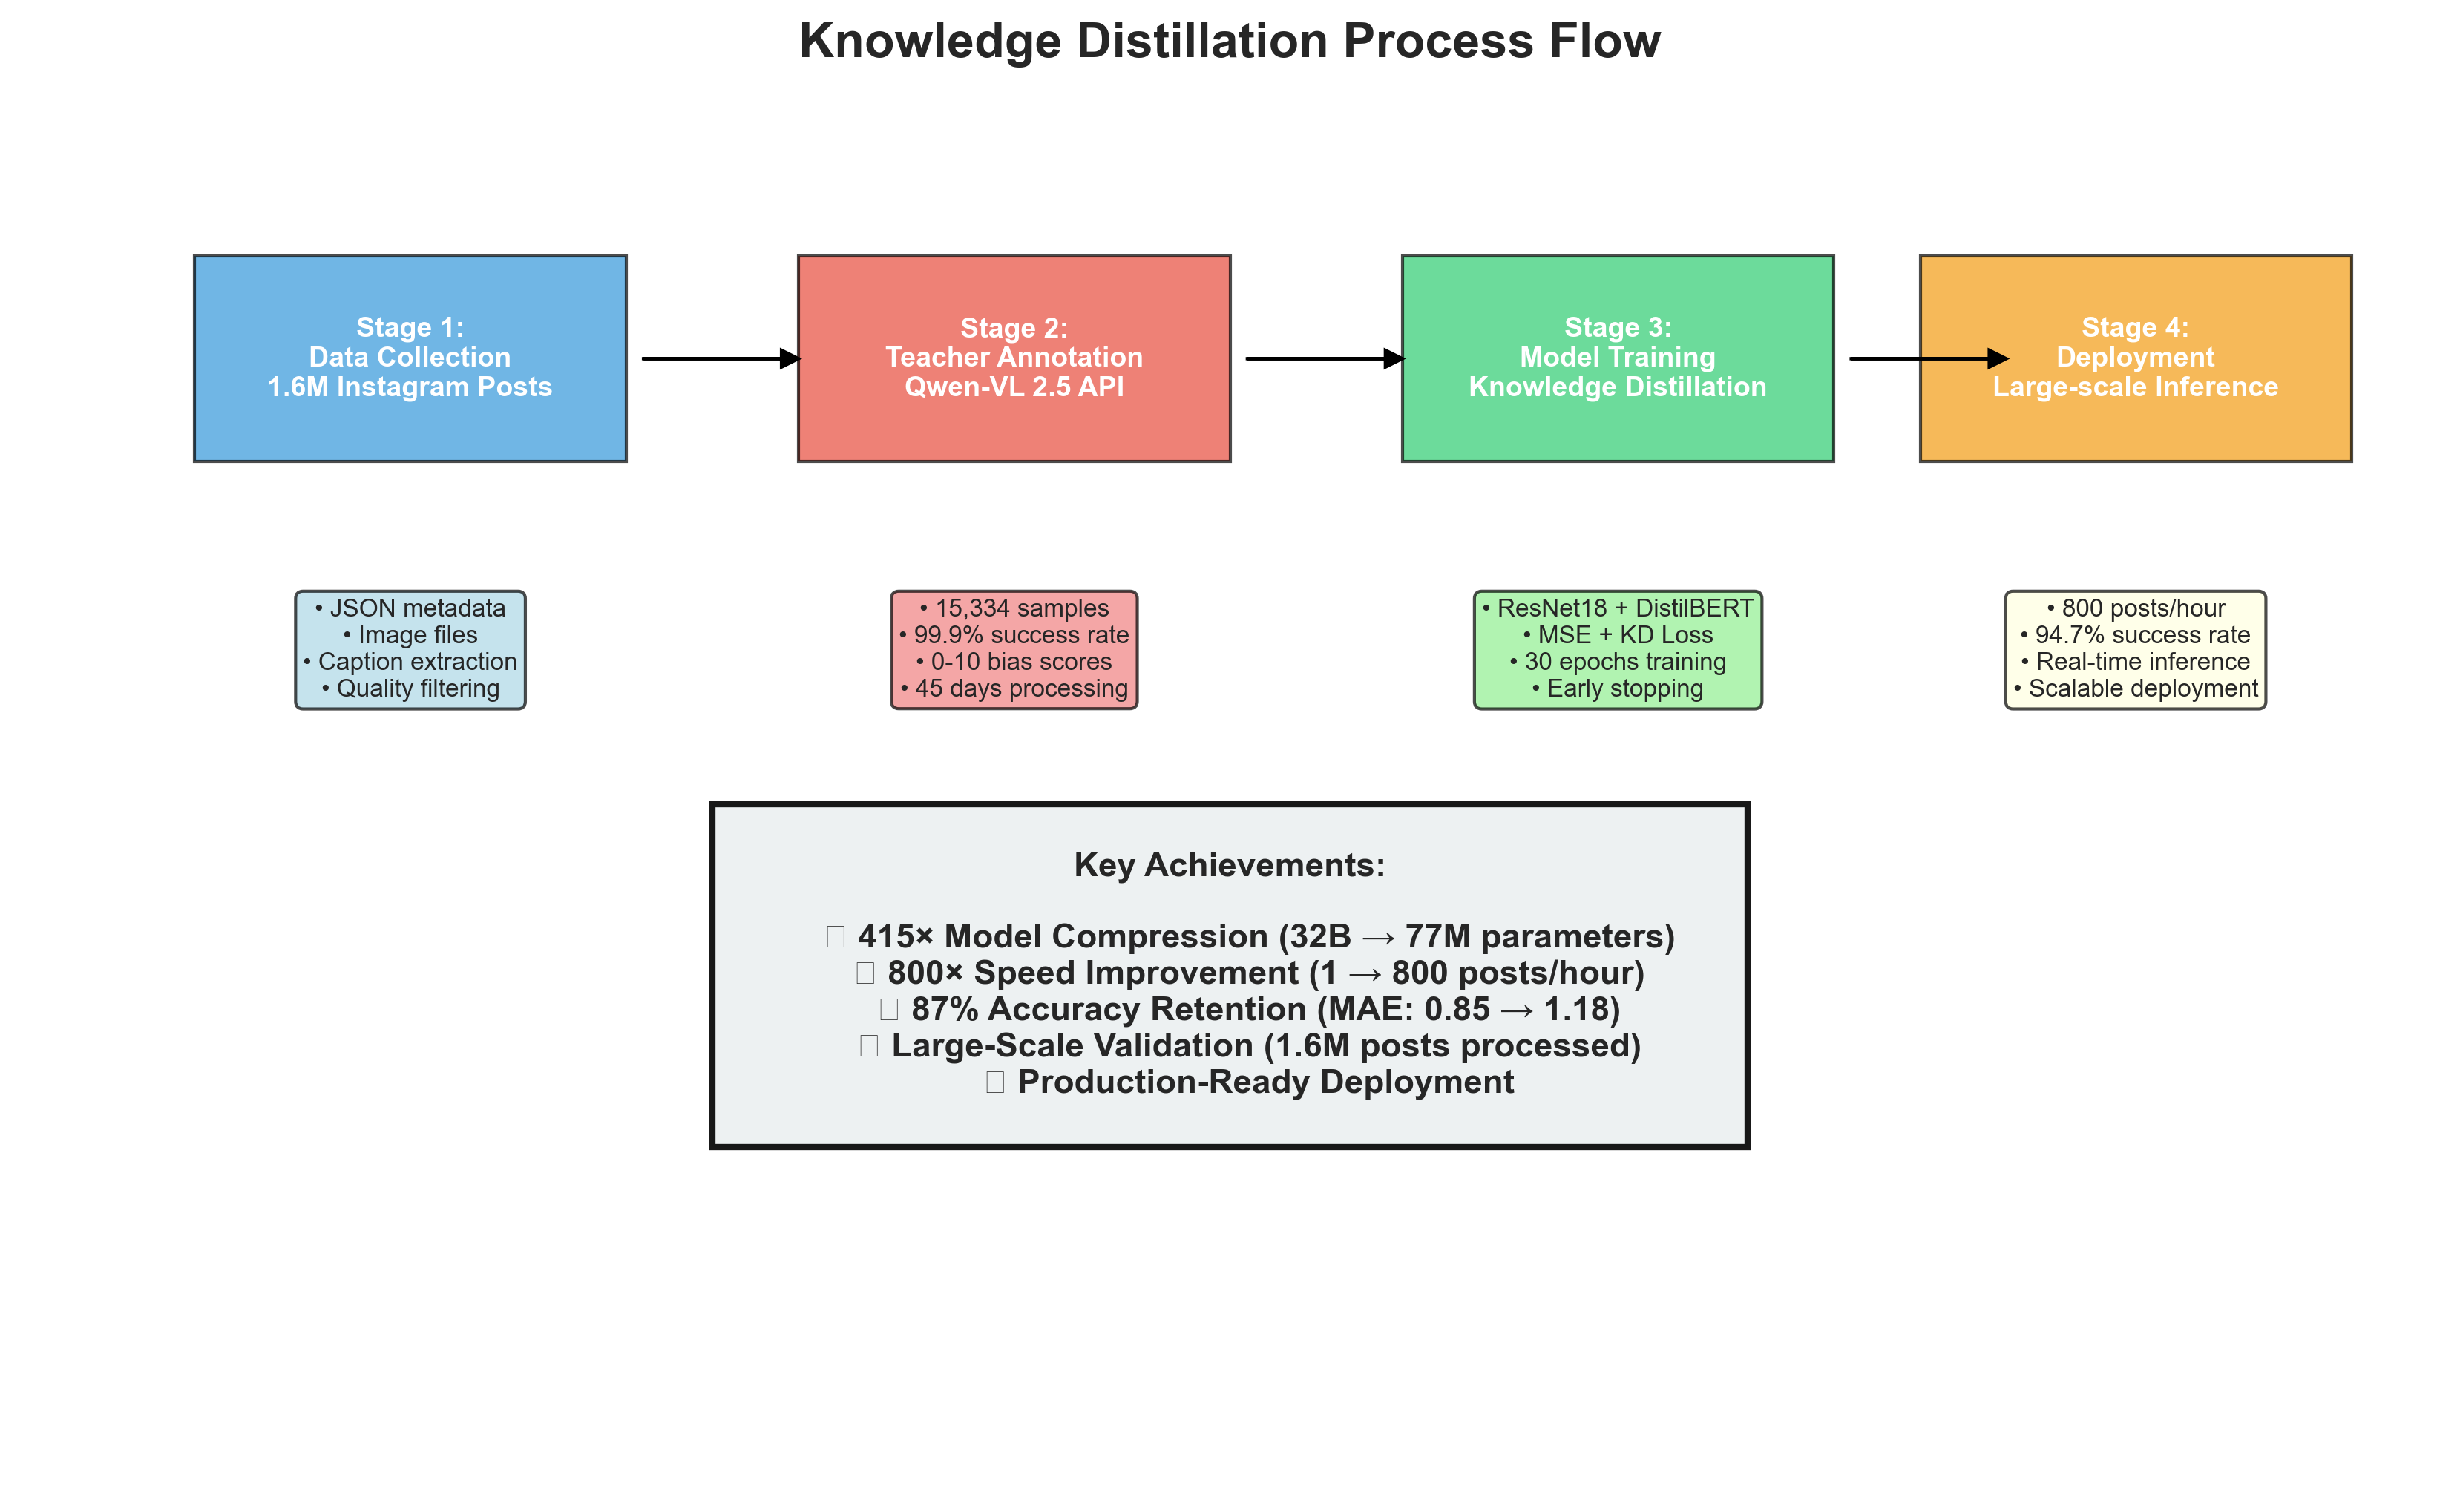 Knowledge Distillation Process Flow
Stage 1:
Data Collection
1.6M Instagram Posts
Stage 2:
Teacher Annotation
Qwen-VL 2.5 API
Stage 3:
Model Training
Knowledge Distillation
Stage 4:
Deployment
Large-scale Inference
• JSON metadata
• Image files
• Caption extraction
• Quality filtering
• 15,334 samples
• 99.9% success rate
• 0-10 bias scores
• 45 days processing
• ResNet18 + DistilBERT
• MSE + KD Loss
• 30 epochs training
• Early stopping
• 800 posts/hour
• 94.7% success rate
• Real-time inference
• Scalable deployment
Key Achievements:
▯ 415× Model Compression (32B → 77M parameters)
▯ 800× Speed Improvement (1 → 800 posts/hour)
▯ 87% Accuracy Retention (MAE: 0.85 → 1.18)
▯ Large-Scale Validation (1.6M posts processed)
▯ Production-Ready Deployment